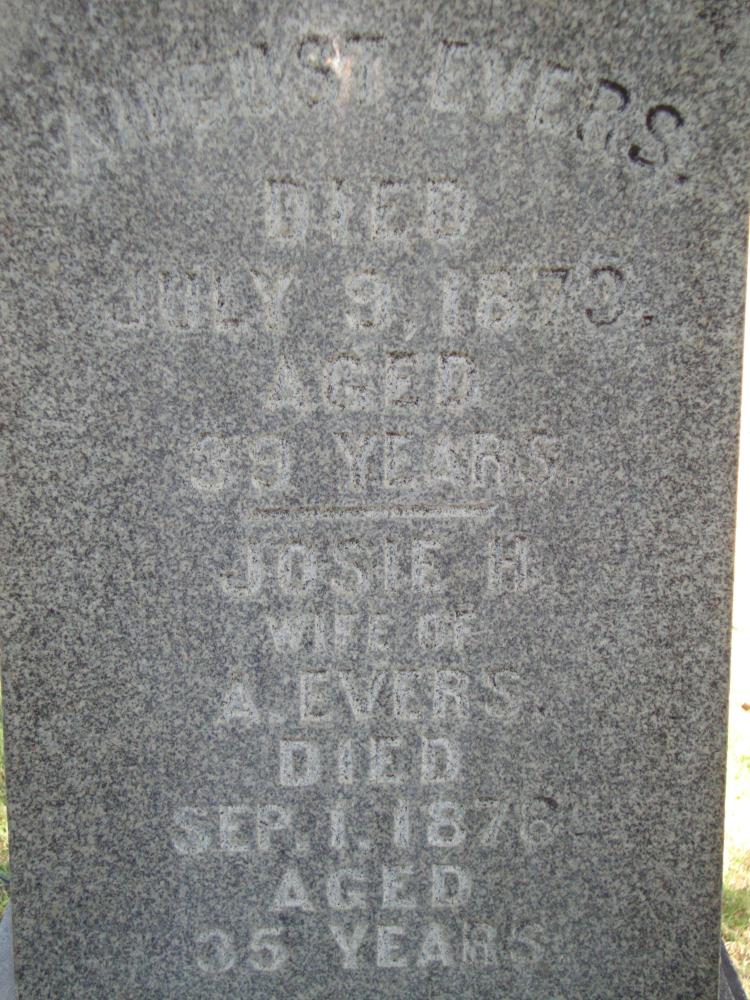 AUGUST EVERS.
DIED
JULY 9, 1873.
AGED
39 YEARS.
JOSIE H.
WIFE OF
A. EVERS.
DIED
SEP. 1. 1876
AGED
35 YEARS